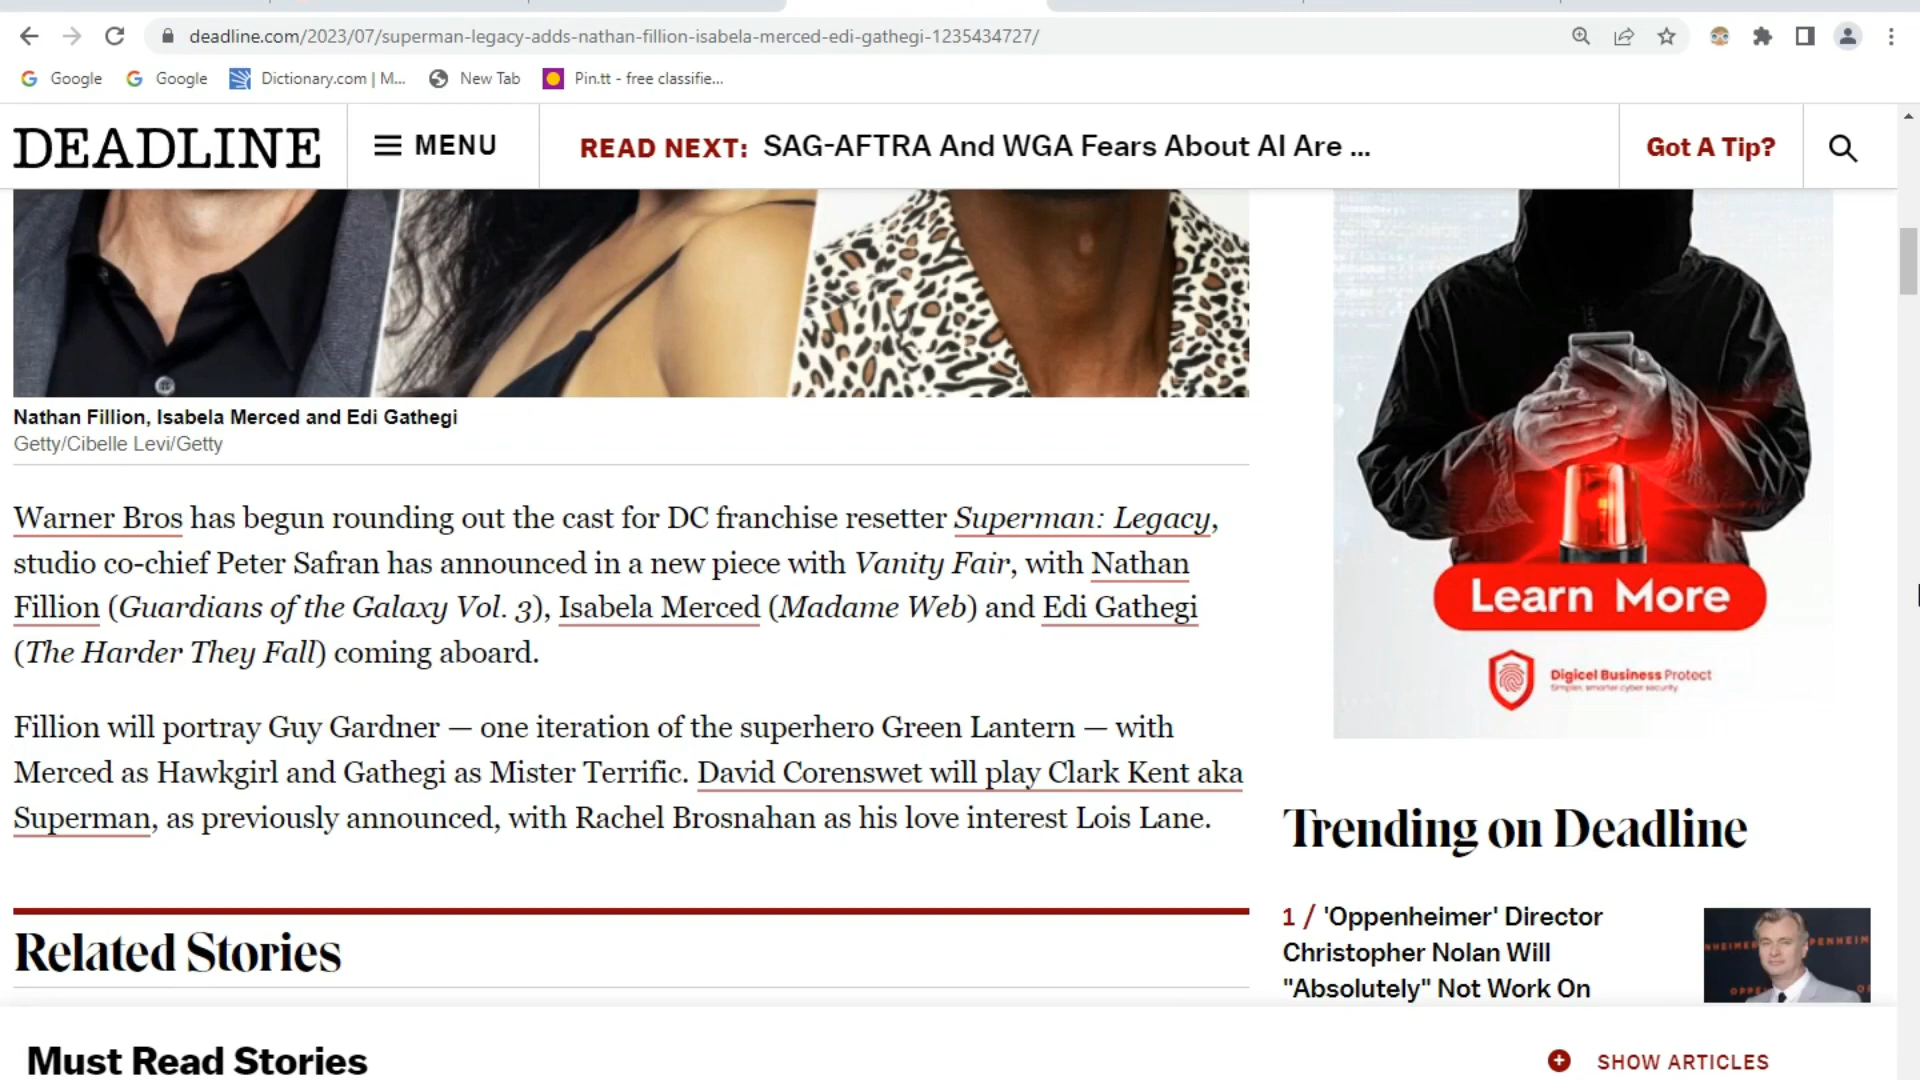 deadline.com/2023/07/superman-legacy-adds-nathan-fillion-isabela-merced-edi-gathegi-1235434727/
Google
Google
Dictionary.com | M...
New Tab
Pin.tt - free classifie...
DEADLINE
MENU
READ NEXT: SAG-AFTRA And WGA Fears About AI Are ...
Got A Tip?
Nathan Fillion, Isabela Merced and Edi Gathegi
Getty/Cibelle Levi/Getty
Warner Bros has begun rounding out the cast for DC franchise resetter Superman: Legacy,
studio co-chief Peter Safran has announced in a new piece with Vanity Fair, with Nathan
Fillion (Guardians of the Galaxy Vol. 3), Isabela Merced (Madame Web) and Edi Gathegi
(The Harder They Fall) coming aboard.
Fillion will portray Guy Gardner — one iteration of the superhero Green Lantern — with
Merced as Hawkgirl and Gathegi as Mister Terrific. David Corenswet will play Clark Kent aka
Superman, as previously announced, with Rachel Brosnahan as his love interest Lois Lane.
Related Stories
Learn More
Digicel Business Protect
Simpler, smarter cyber security
Trending on Deadline
1 / 'Oppenheimer' Director
Christopher Nolan Will
"Absolutely" Not Work On
Must Read Stories
SHOW ARTICLES